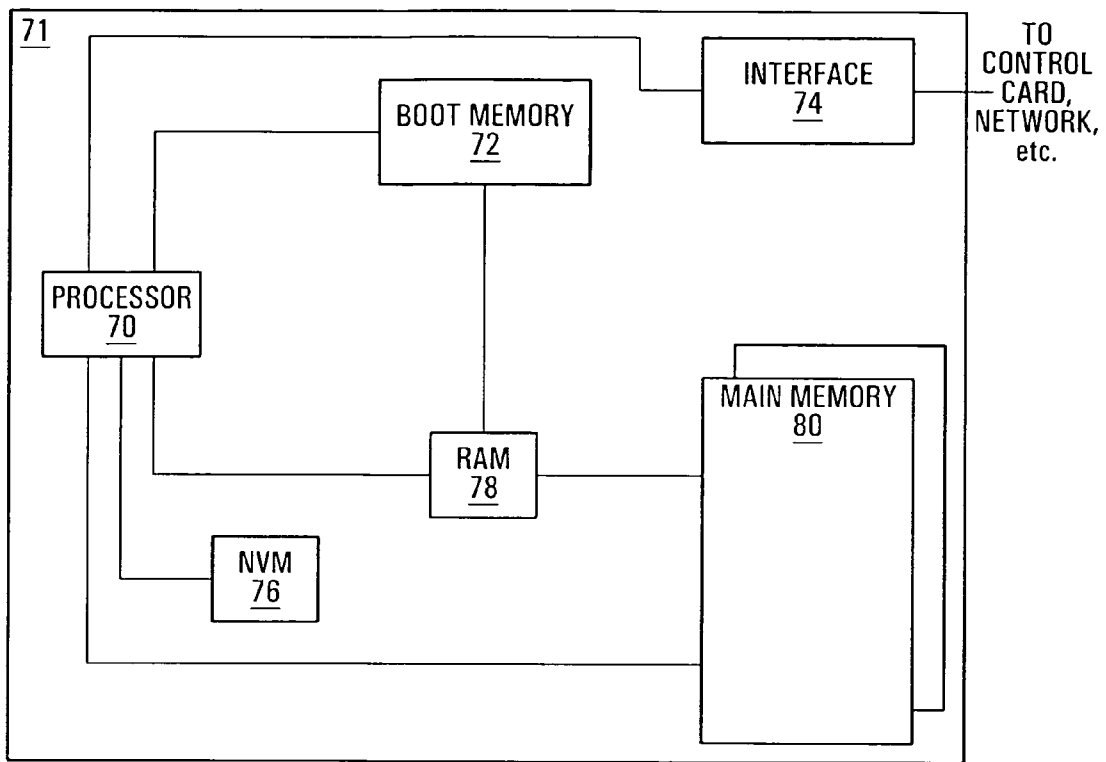 71
INTERFACE
74
TO
CONTROL
CARD,
NETWORK,
etc.
BOOT MEMORY
72
PROCESSOR
70
MAIN MEMORY
80
RAM
78
NVM
76